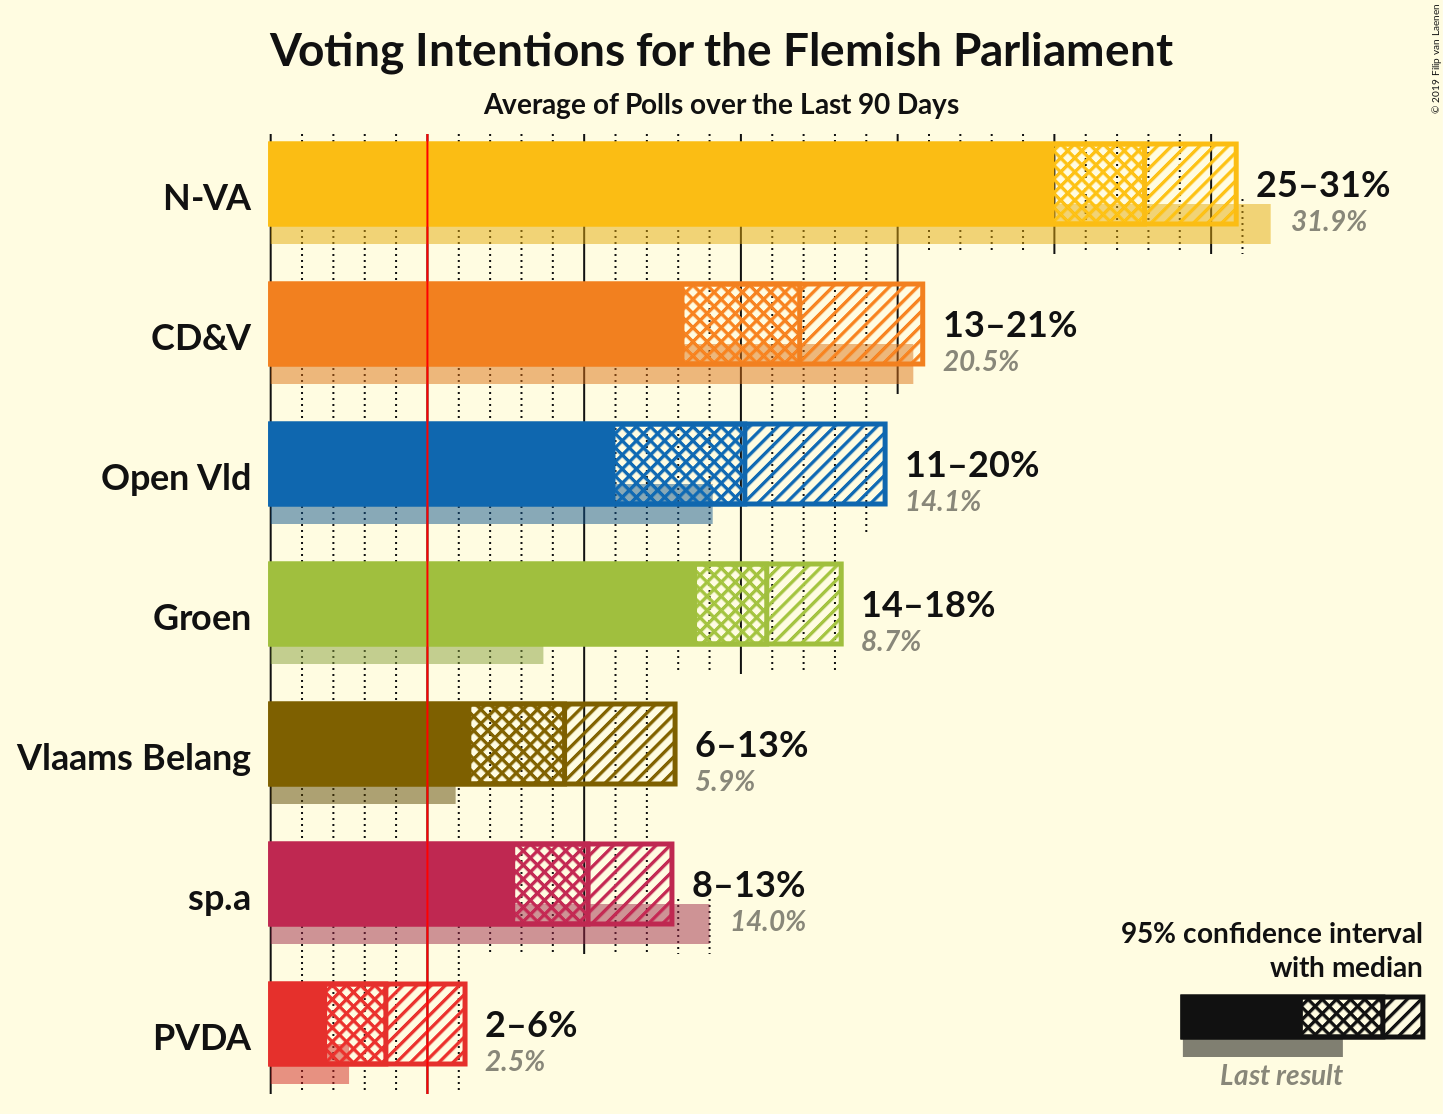 Voting Intentions for the Flemish Parliament
Average of Polls over the Last 90 Days
© 2019 Filip van Laenen
N-VA
25–31%
31.9%
CD&V
13–21%
20.5%
Open Vld
11–20%
14.1%
Groen
14–18%
8.7%
Vlaams Belang
6–13%
5.9%
sp.a
8–13%
14.0%
PVDA
2–6%
2.5%
95% confidence interval
with median
Last result